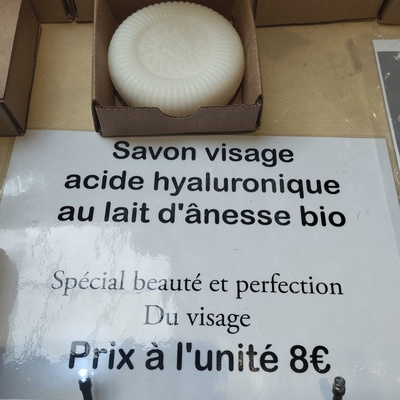 Savon visage
acide hyaluronique
au lait d'ânesse bio
Spécial beauté et perfection
Du visage
Prix à l'unité 8€